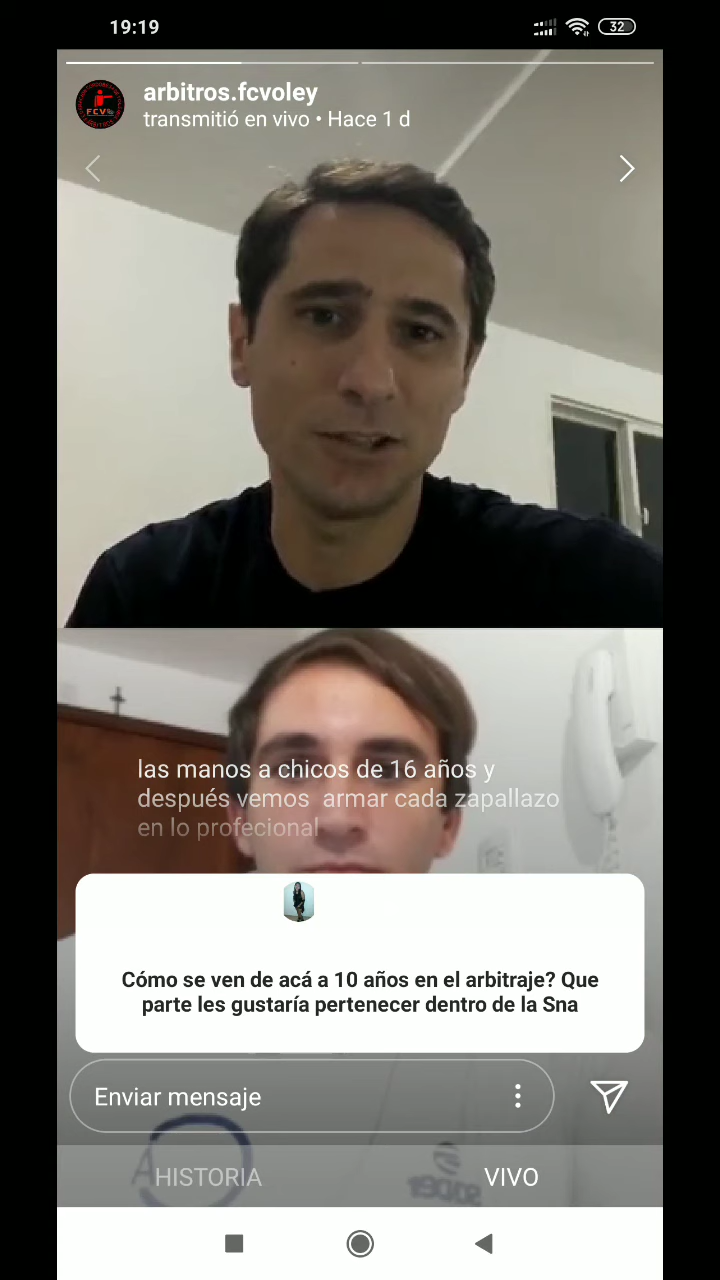 19:19
32
arbitros.fcvoley
transmitió en vivo • Hace 1 d
FCV
las manos a chicos de 16 años y
después vemos armar cada zapallazo
en lo profecional
Cómo se ven de acá a 10 años en el arbitraje? Que
parte les gustaría pertenecer dentro de la Sna
Enviar mensaje
HISTORIA
VIVO